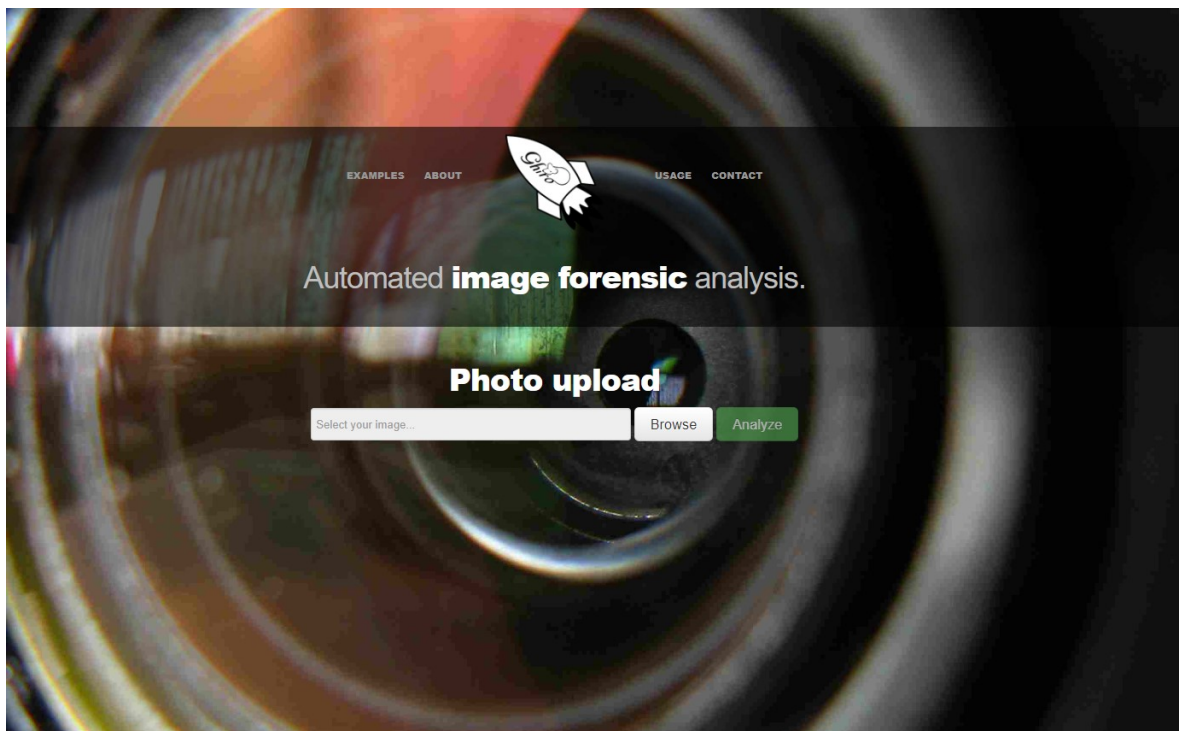 EXAMPLES ABOUT Ghiro USAGE CONTACT
Automated image forensic analysis.
Photo upload
Select your image... Browse Analyze